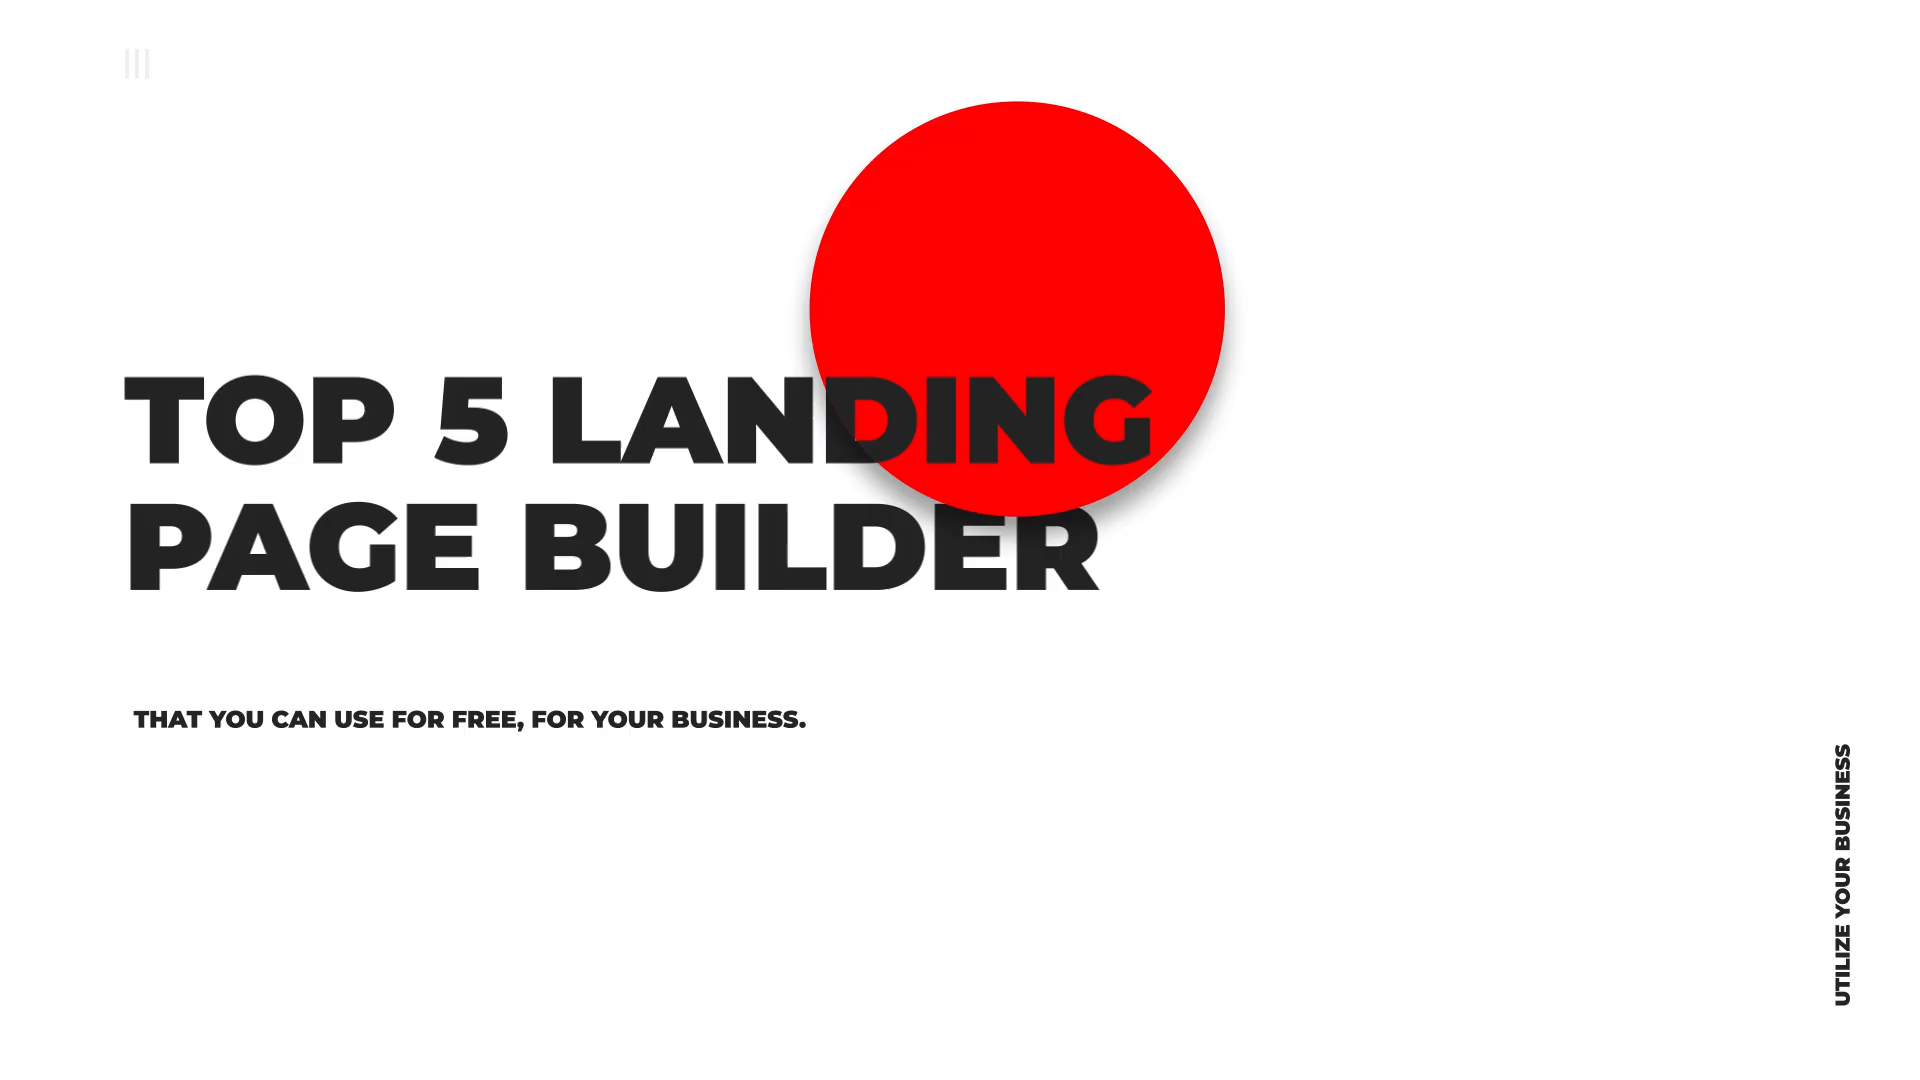 TOP 5 LANDING
PAGE BUILDER
THAT YOU CAN USE FOR FREE, FOR YOUR BUSINESS.
UTILIZE YOUR BUSINESS